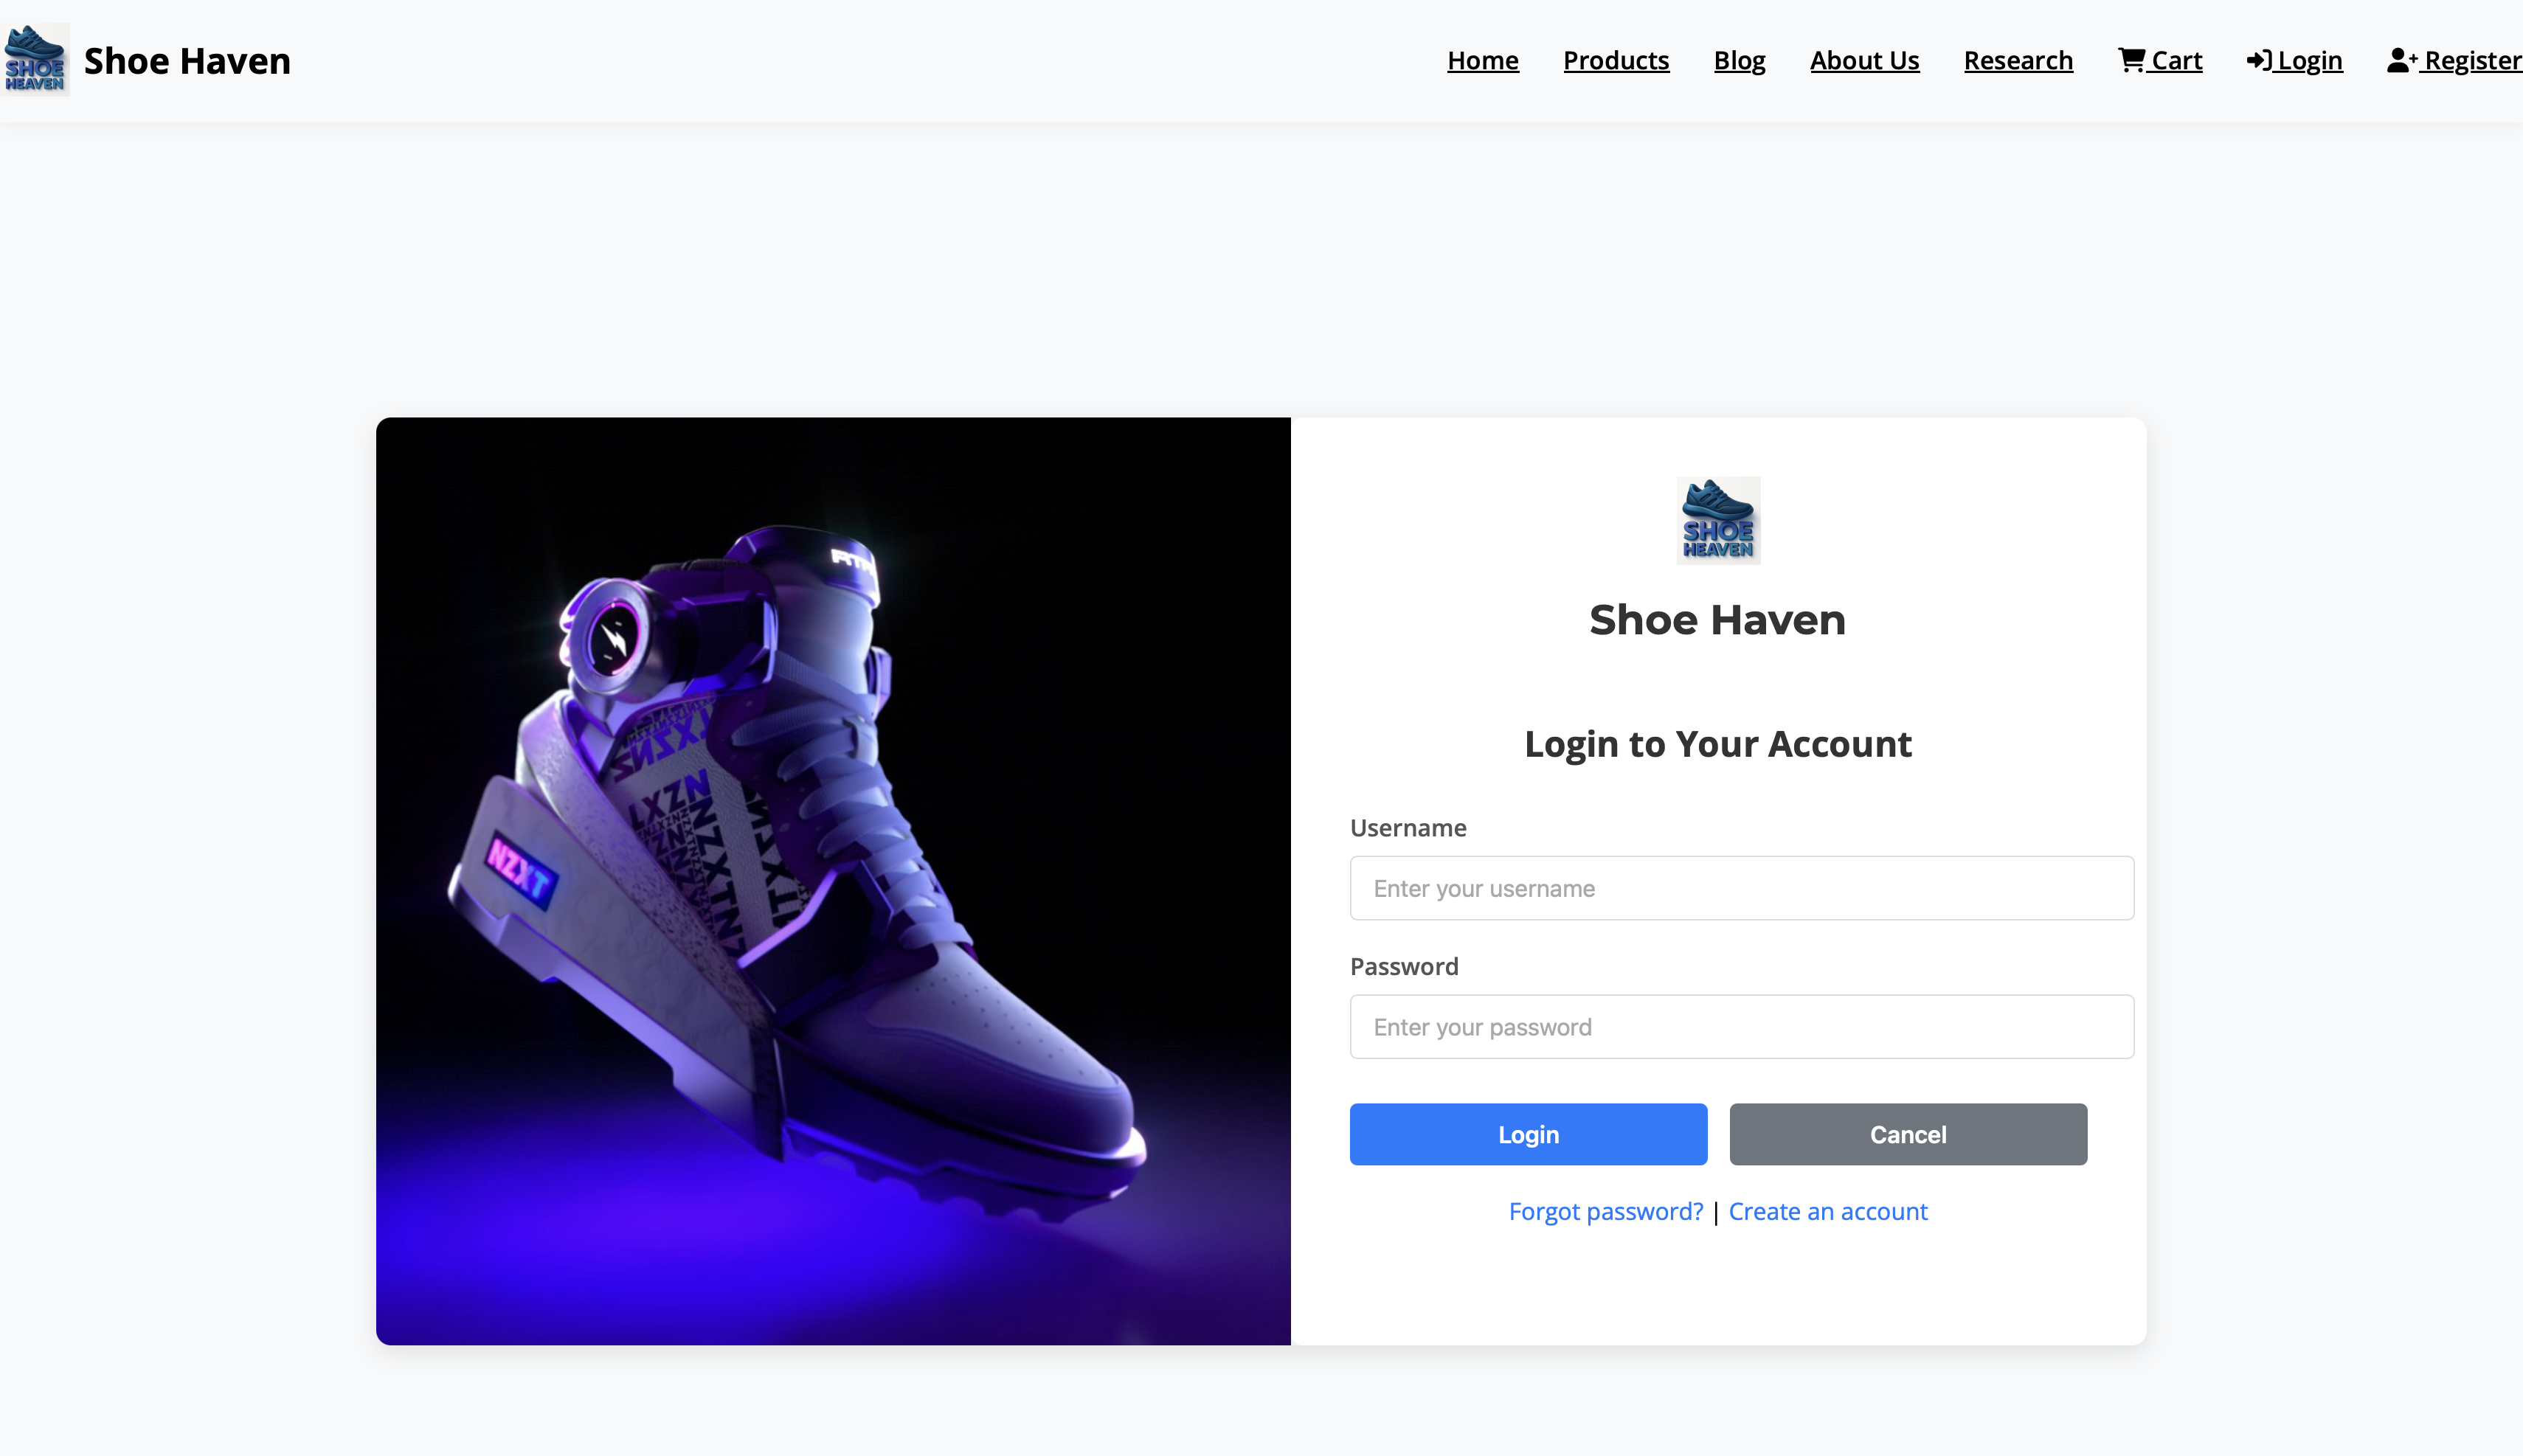 SHOE
HEAVEN
Shoe Haven
Home Products Blog About Us Research Cart Login Register
SHOE
HEAVEN
Shoe Haven
Login to Your Account
Username
Enter your username
Password
Enter your password
Login Cancel
Forgot password? | Create an account
NZXT